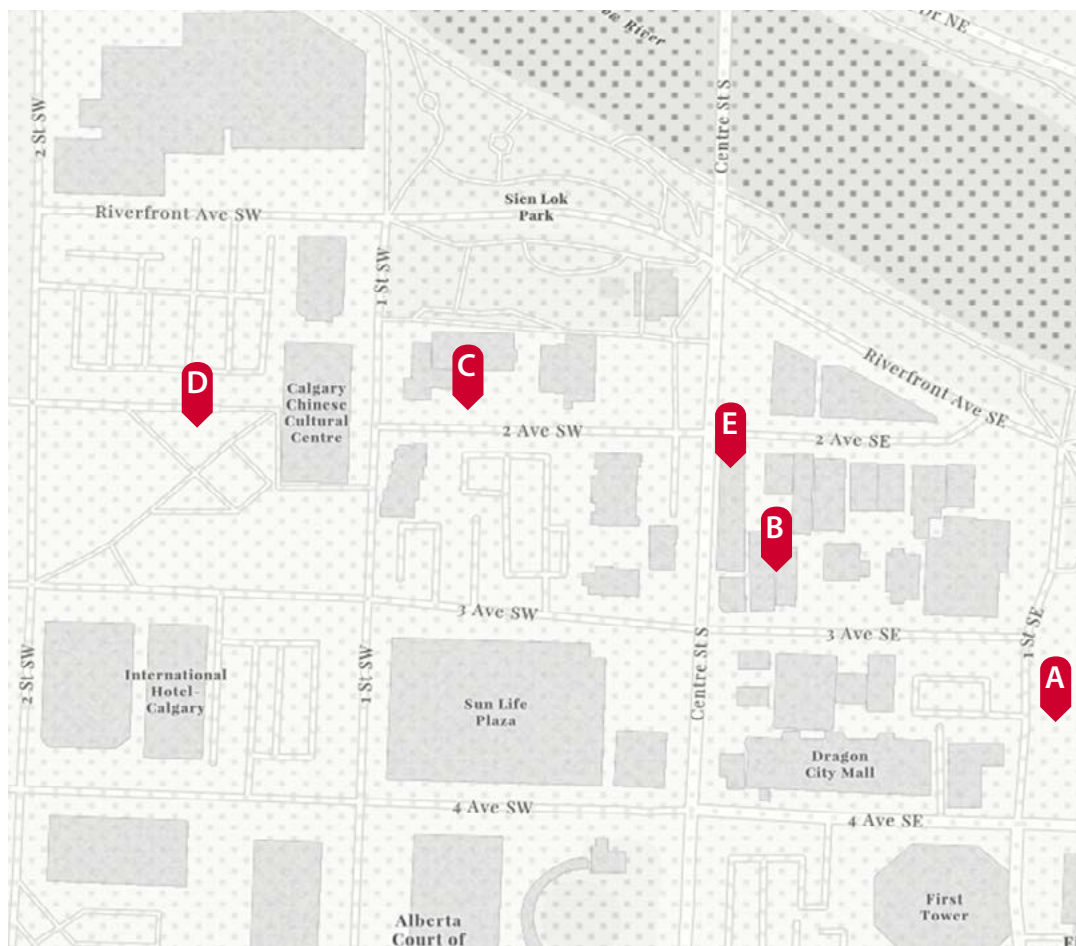 Dr NE
River
2 St SW
Centre St S
Riverfront Ave SW
Sien Lok
Park
1 St SW
D
C
Calgary
Chinese
Cultural
Centre
Riverfront Ave SE
E
2 Ave SW
2 Ave SE
B
3 Ave SW
3 Ave SE
1 St SE
2 St SW
International
Hotel-
Calgary
1 St SW
Sun Life
Plaza
Centre St S
A
Dragon
City Mall
4 Ave SW
4 Ave SE
First
Tower
Alberta
Court of